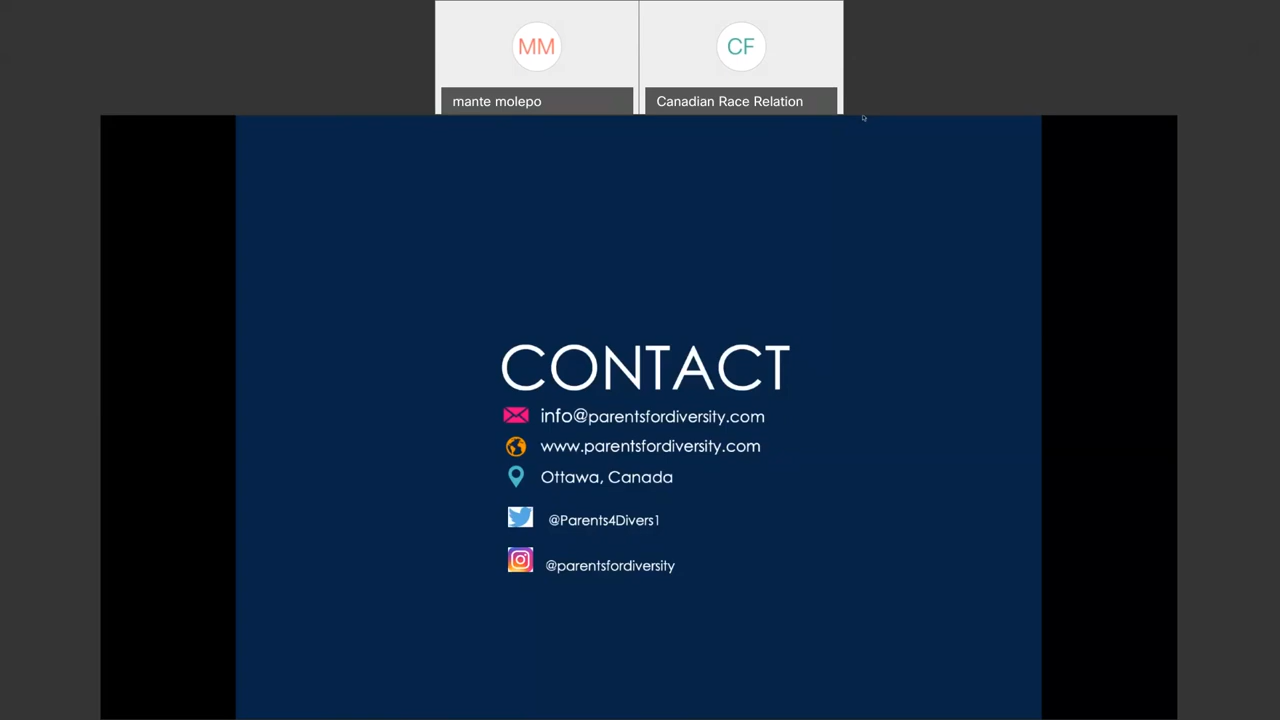 MM
CF
mante molepo
Canadian Race Relation
CONTACT
info@parentsfordiversity.com
www.parentsfordiversity.com
Ottawa, Canada
@Parents4Divers1
@parentsfordiversity